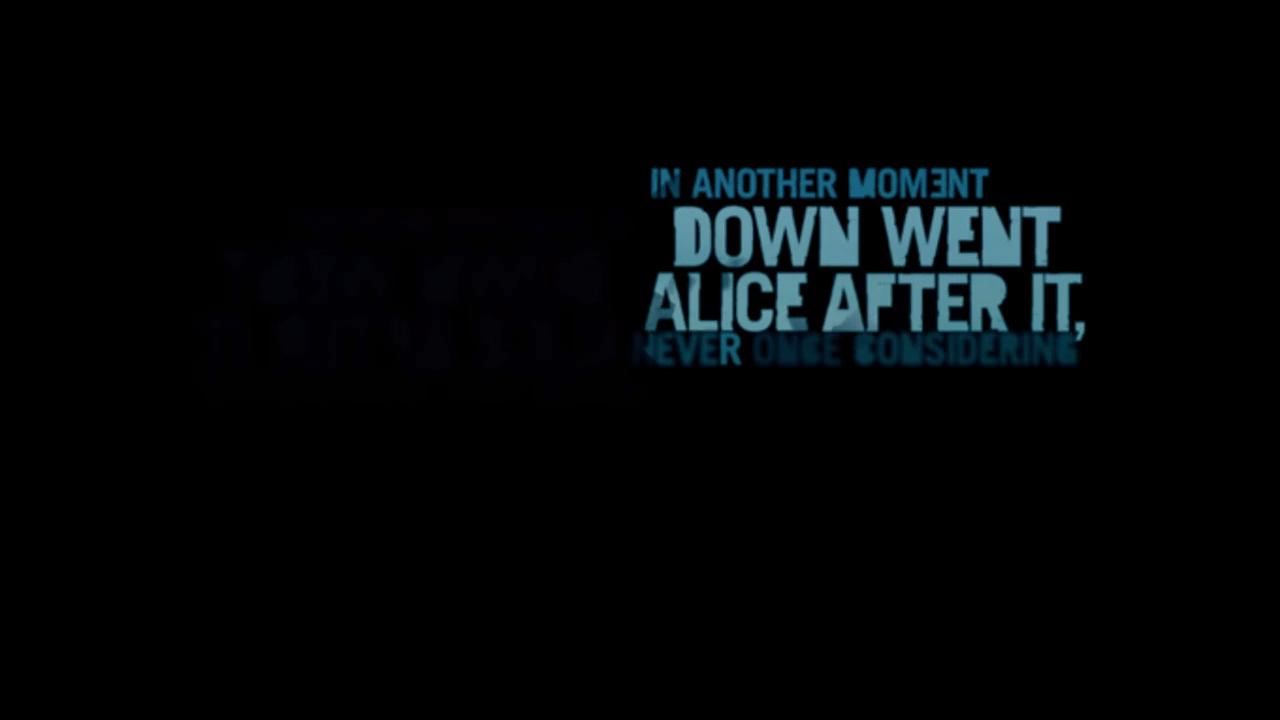 IN ANOTHER MOMENT
DOWN WENT
ALICE AFTER IT,
NEVER ONCE CONSIDERING